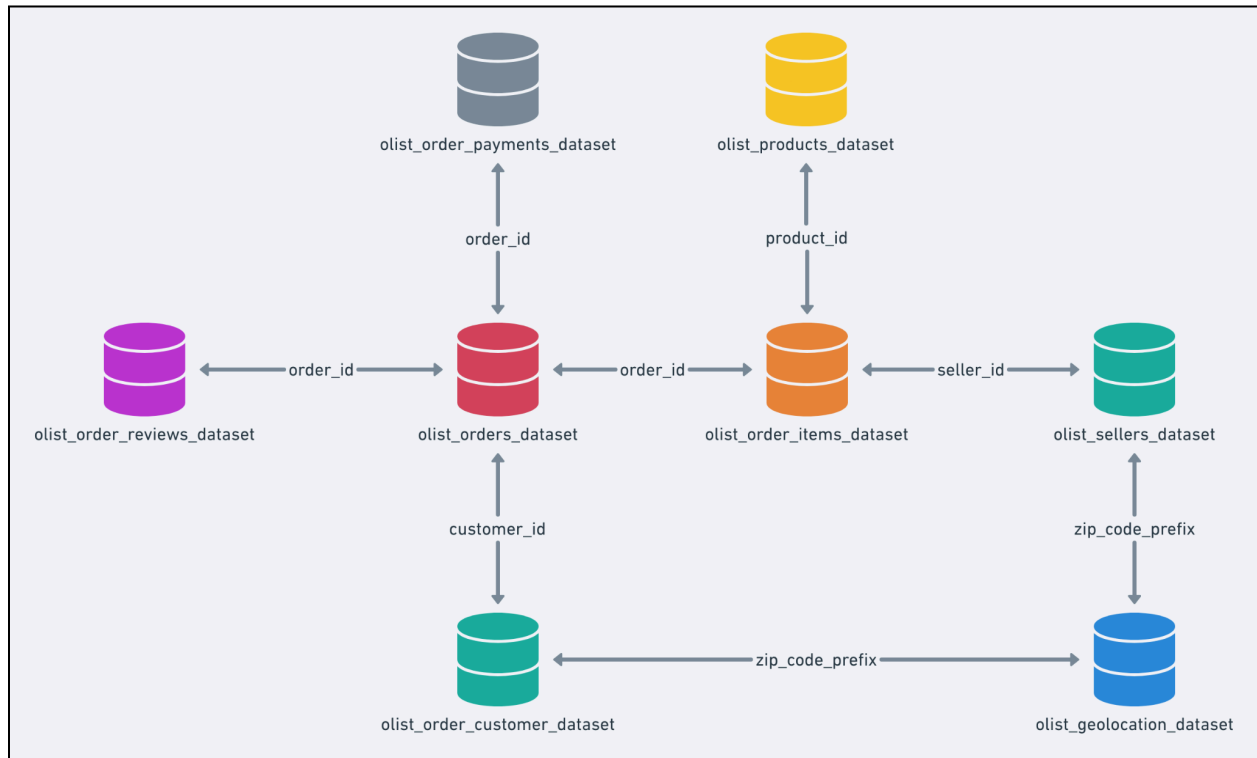 olist_order_payments_dataset
olist_products_dataset
order_id
product_id
order_id
order_id
seller_id
olist_order_reviews_dataset
olist_orders_dataset
olist_order_items_dataset
olist_sellers_dataset
customer_id
zip_code_prefix
zip_code_prefix
olist_order_customer_dataset
olist_geolocation_dataset